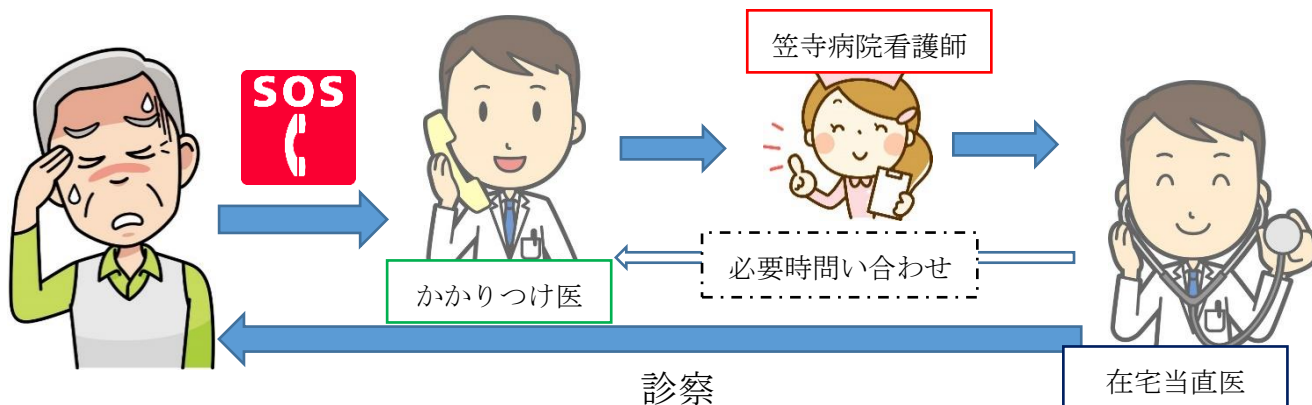 笠寺病院看護師
SOS
必要時問い合わせ
かかりつけ医
在宅当直医
診察